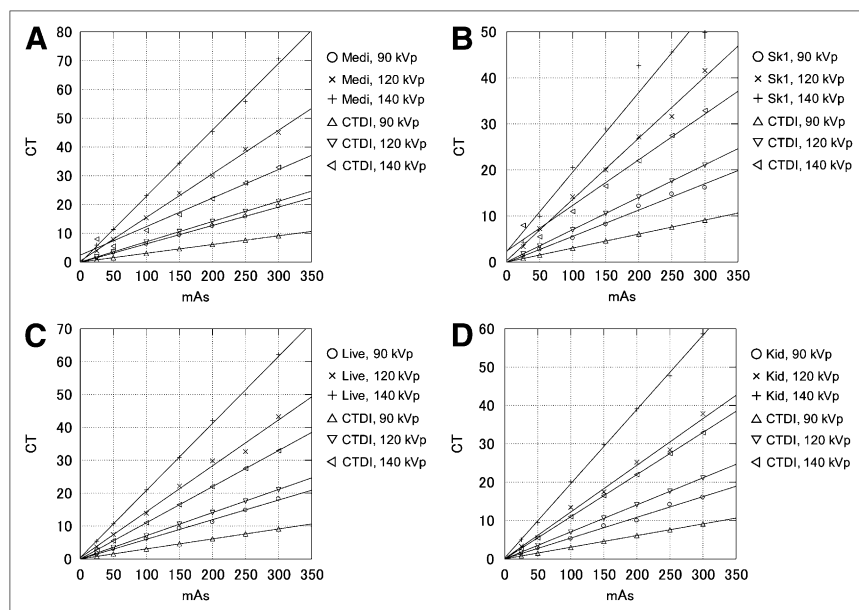 A
80
70
60
50
40
30
20
10
0
CT
0 50 100 150 200 250 300 350
mAs
Medi, 90 kVp
Medi, 120 kVp
Medi, 140 kVp
CTDI, 90 kVp
CTDI, 120 kVp
CTDI, 140 kVp
B
50
40
30
20
10
0
CT
0 50 100 150 200 250 300 350
mAs
Sk1, 90 kVp
Sk1, 120 kVp
Sk1, 140 kVp
CTDI, 90 kVp
CTDI, 120 kVp
CTDI, 140 kVp
C
70
60
50
40
30
20
10
0
CT
0 50 100 150 200 250 300 350
mAs
Live, 90 kVp
Live, 120 kVp
Live, 140 kVp
CTDI, 90 kVp
CTDI, 120 kVp
CTDI, 140 kVp
D
60
50
40
30
20
10
0
CT
0 50 100 150 200 250 300 350
mAs
Kid, 90 kVp
Kid, 120 kVp
Kid, 140 kVp
CTDI, 90 kVp
CTDI, 120 kVp
CTDI, 140 kVp